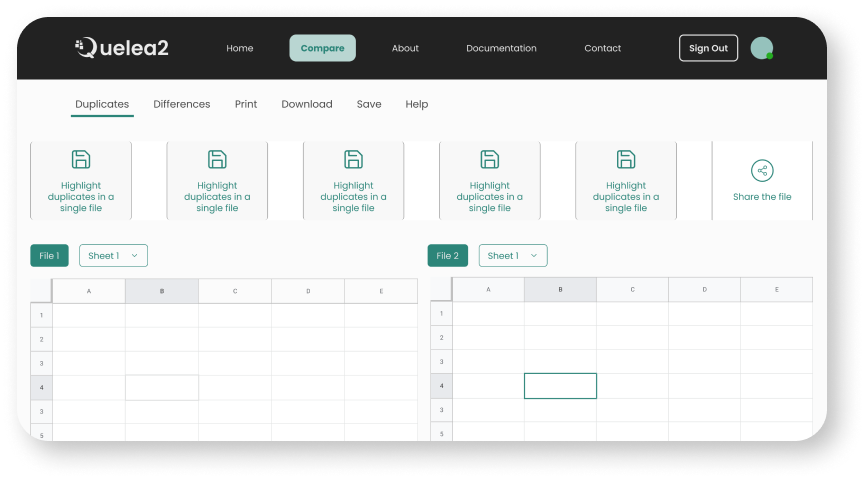 Quelea2 Home Compare About Documentation Contact Sign Out
Duplicates Differences Print Download Save Help
Highlight
duplicates in a
single file
Highlight
duplicates in a
single file
Highlight
duplicates in a
single file
Highlight
duplicates in a
single file
Highlight
duplicates in a
single file
Share the file
File 1 Sheet 1
A B C D E
1
2
3
4
3
5
File 2 Sheet 1
A B C D E
1
2
3
4
3
5